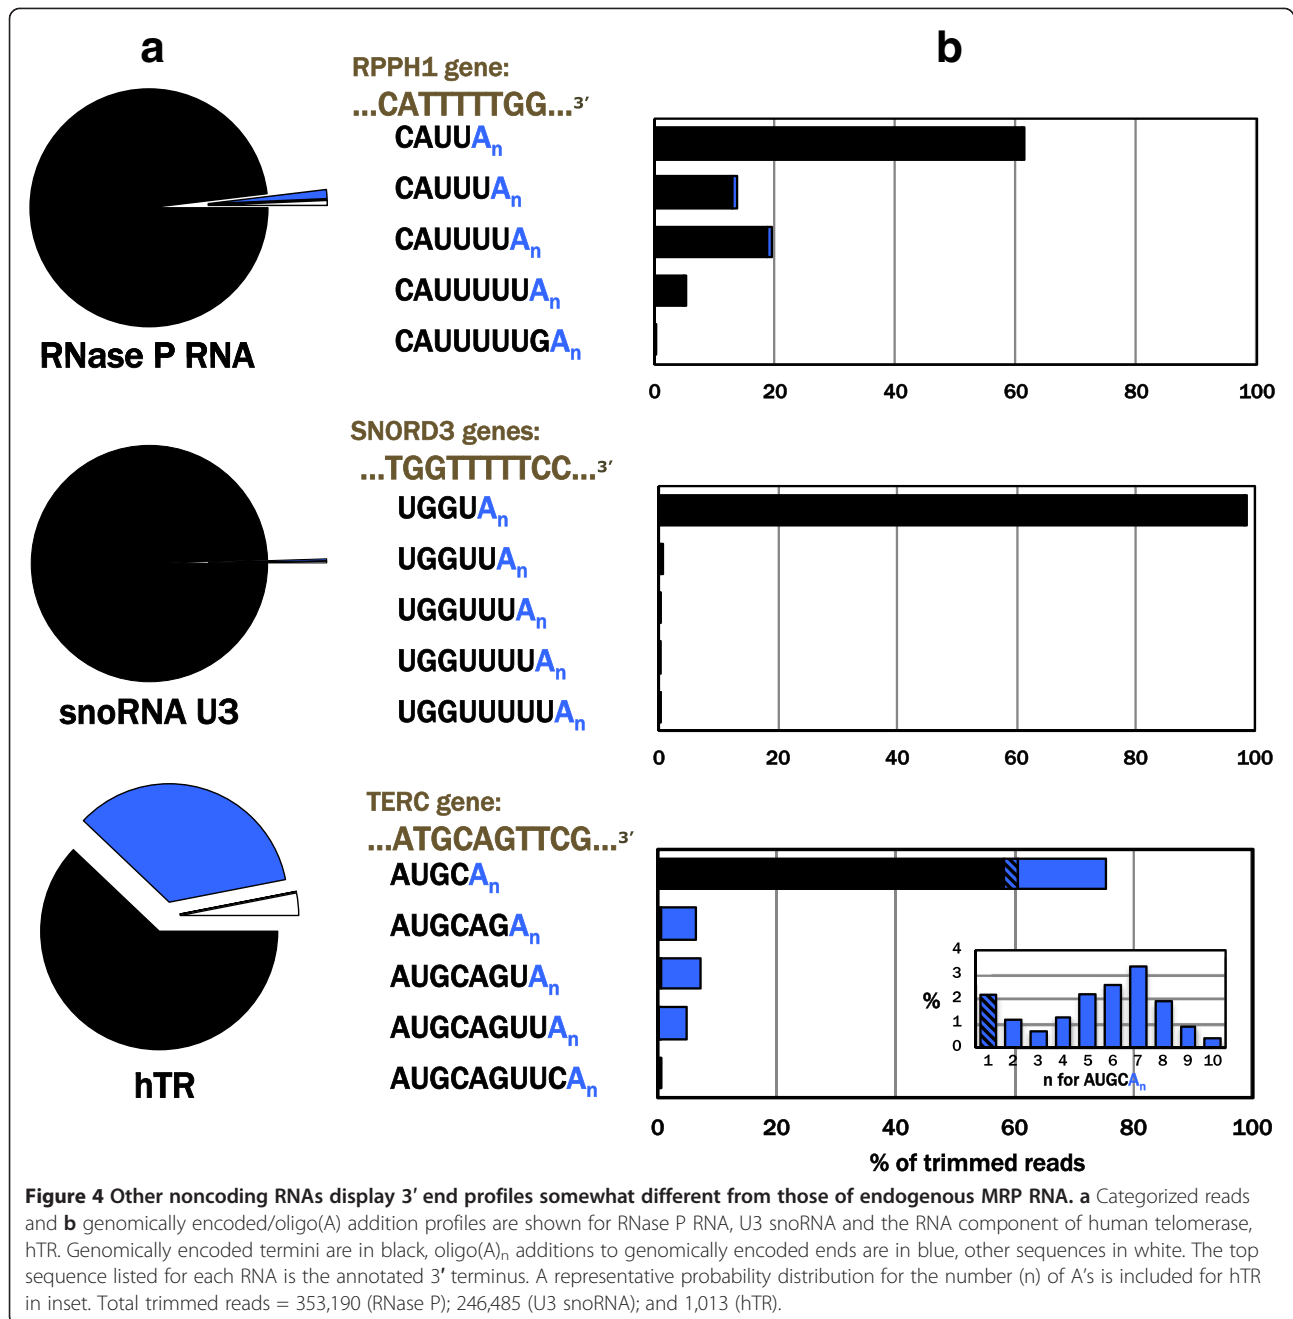 a
b
RPPH1 gene:
...CATTTTTGG...3′
CAUUAn
CAUUUAn
CAUUUUAn
CAUUUUUAn
CAUUUUUGAn
RNase P RNA
0 20 40 60 80 100
SNORD3 genes:
...TGGTTTTTCC...3′
UGGUAn
UGGUUAn
UGGUUUAn
UGGUUUUAn
UGGUUUUUAn
snoRNA U3
0 20 40 60 80 100
TERC gene:
...ATGCAGTTCG...3′
AUGCAn
AUGCAGAn
AUGCAGUAn
AUGCAGUUAn
AUGCAGUUCAn
hTR
4
3
2
1
0
%
1 2 3 4 5 6 7 8 9 10
n for AUGCAn
0 20 40 60 80 100
% of trimmed reads
Figure 4 Other noncoding RNAs display 3′ end profiles somewhat different from those of endogenous MRP RNA. a Categorized reads
and b genomically encoded/oligo(A) addition profiles are shown for RNase P RNA, U3 snoRNA and the RNA component of human telomerase,
hTR. Genomically encoded termini are in black, oligo(A)n additions to genomically encoded ends are in blue, other sequences in white. The top
sequence listed for each RNA is the annotated 3′ terminus. A representative probability distribution for the number (n) of A's is included for hTR
in inset. Total trimmed reads = 353,190 (RNase P); 246,485 (U3 snoRNA); and 1,013 (hTR).